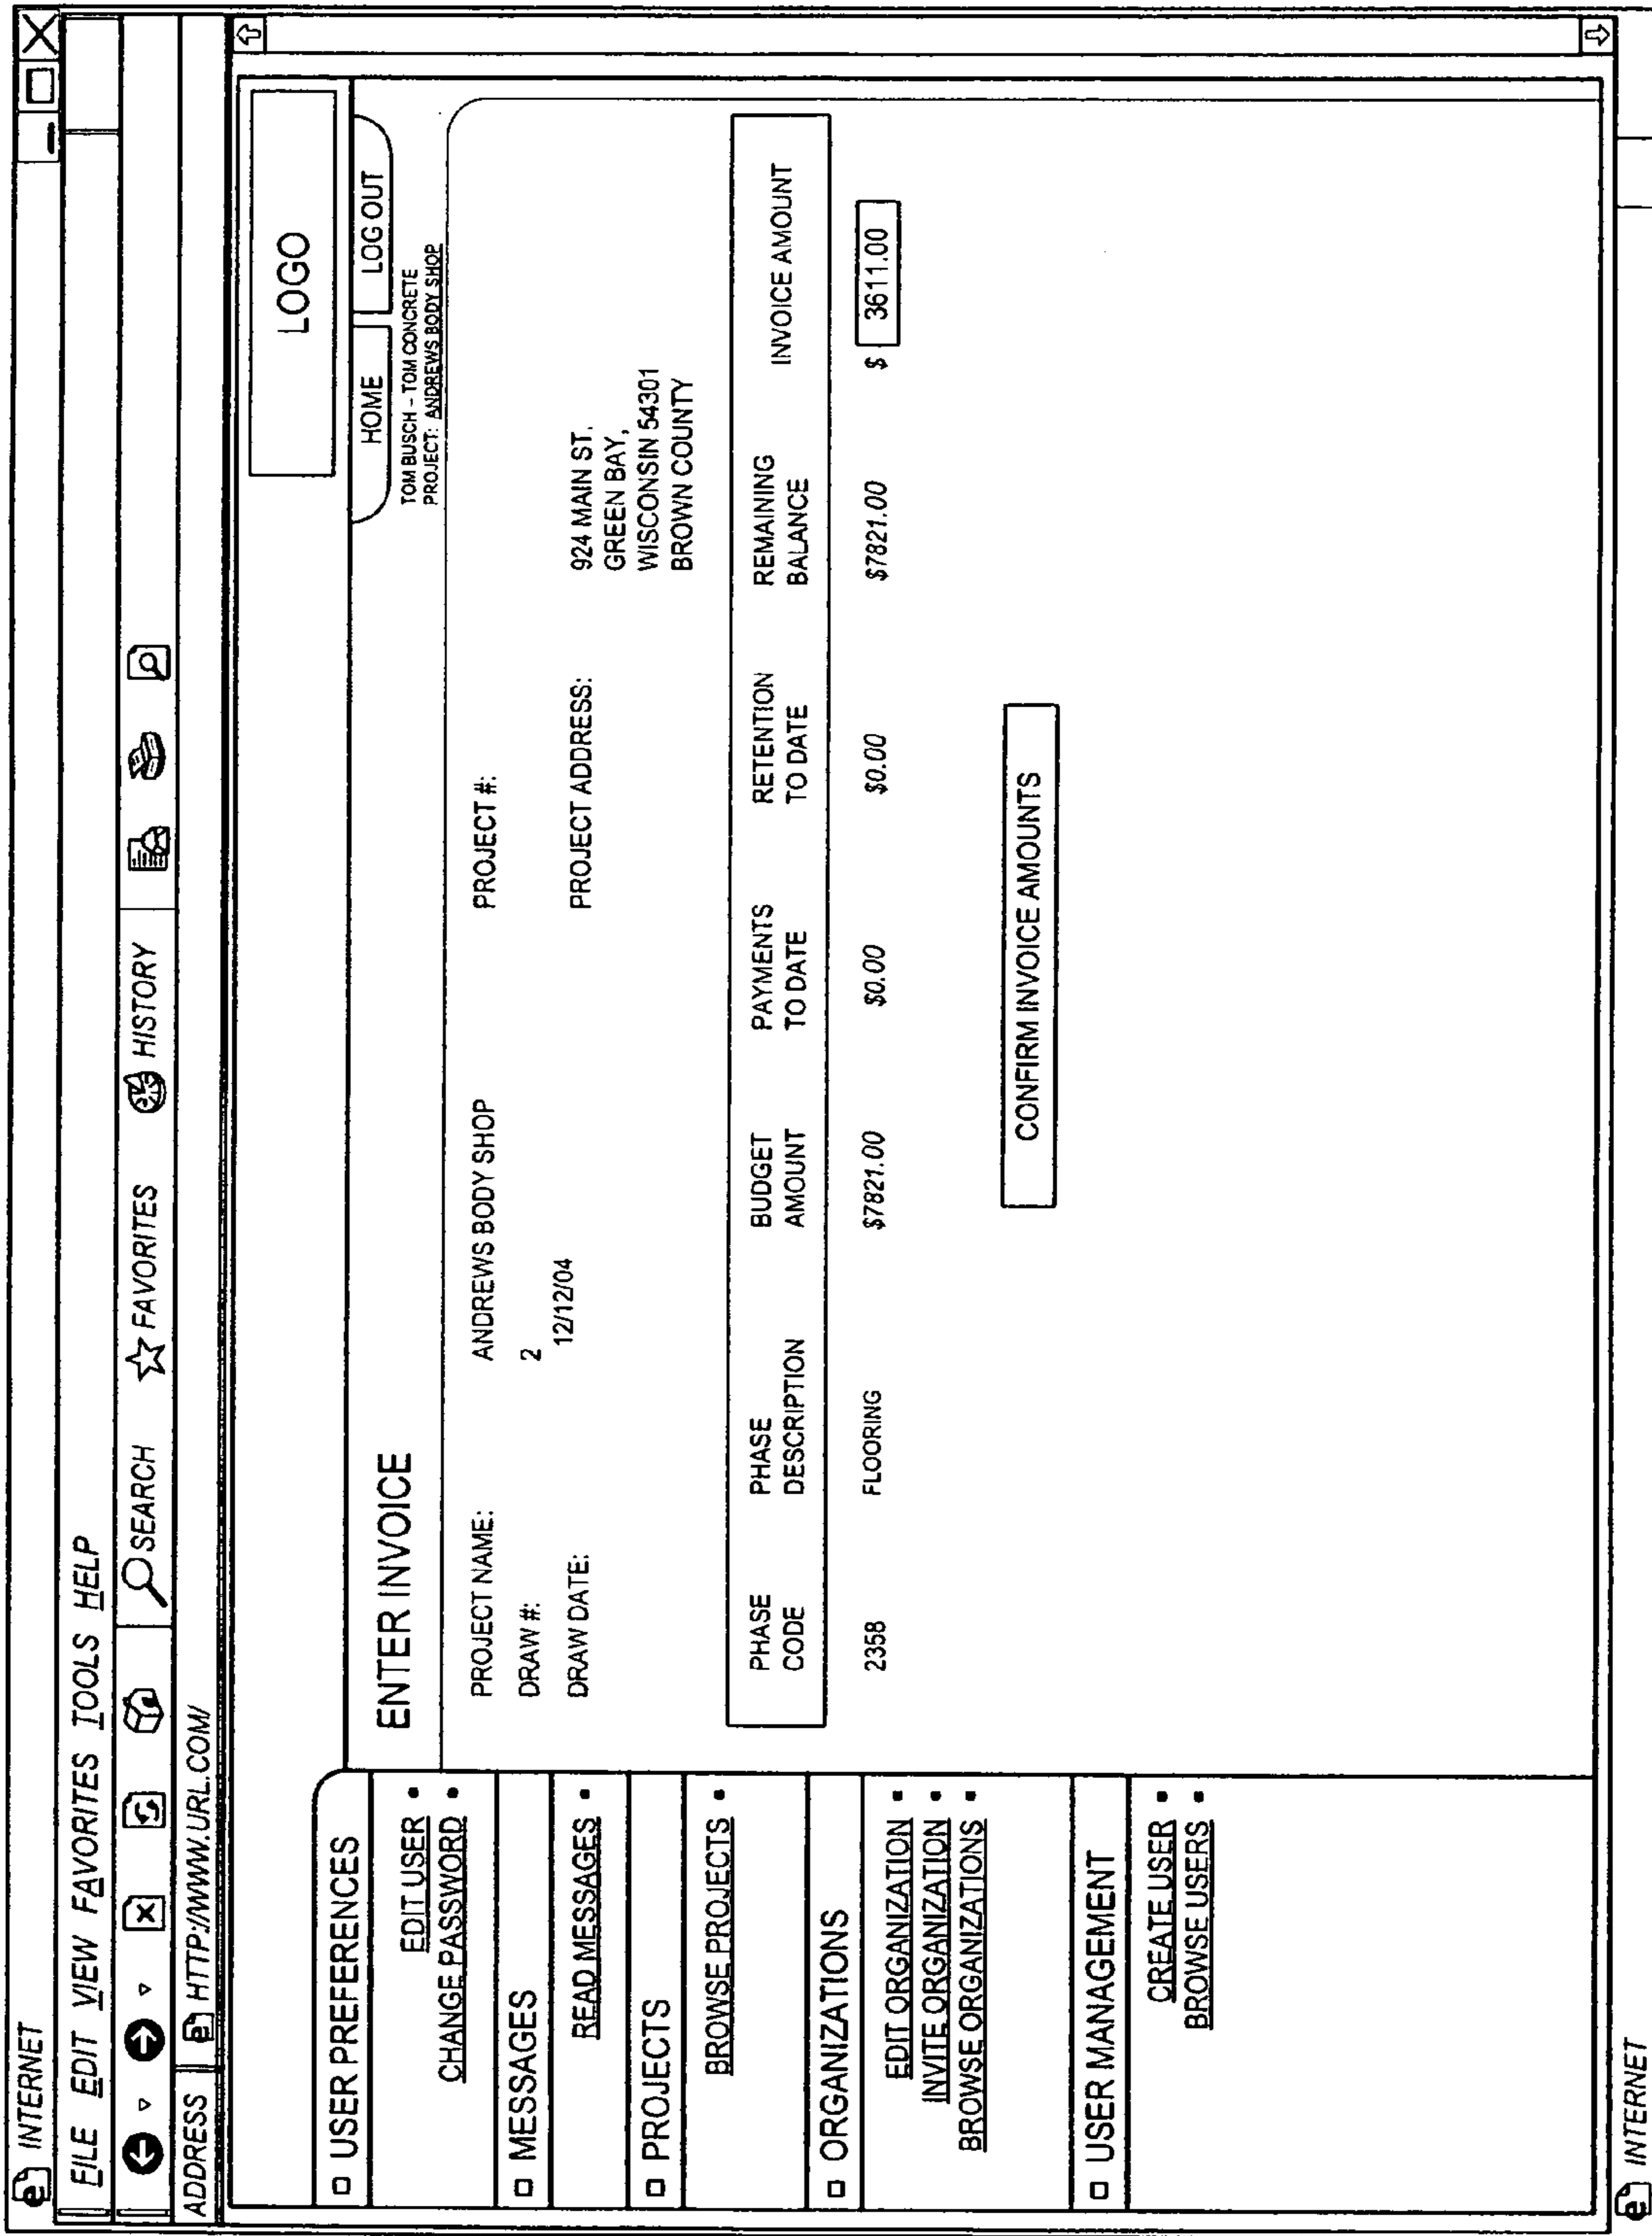 INTERNET
FILE EDIT VIEW FAVORITES TOOLS HELP
SEARCH FAVORITES HISTORY
ADDRESS HTTP://WWW.URL.COM/
LOGO
HOME LOG OUT
TOM BUSCH – TOM CONCRETE
PROJECT: ANDREWS BODY SHOP
USER PREFERENCES
EDIT USER
CHANGE PASSWORD
MESSAGES
READ MESSAGES
PROJECTS
BROWSE PROJECTS
ORGANIZATIONS
EDIT ORGANIZATION
INVITE ORGANIZATION
BROWSE ORGANIZATIONS
USER MANAGEMENT
CREATE USER
BROWSE USERS
ENTER INVOICE
PROJECT NAME: ANDREWS BODY SHOP PROJECT #:
DRAW #: 2
DRAW DATE: 12/12/04 PROJECT ADDRESS: 924 MAIN ST.
GREEN BAY,
WISCONSIN 54301
BROWN COUNTY
PHASE PHASE BUDGET PAYMENTS RETENTION REMAINING
CODE DESCRIPTION AMOUNT TO DATE TO DATE BALANCE INVOICE AMOUNT
2358 FLOORING $7821.00 $0.00 $0.00 $7821.00 $ 3611.00
CONFIRM INVOICE AMOUNTS
INTERNET